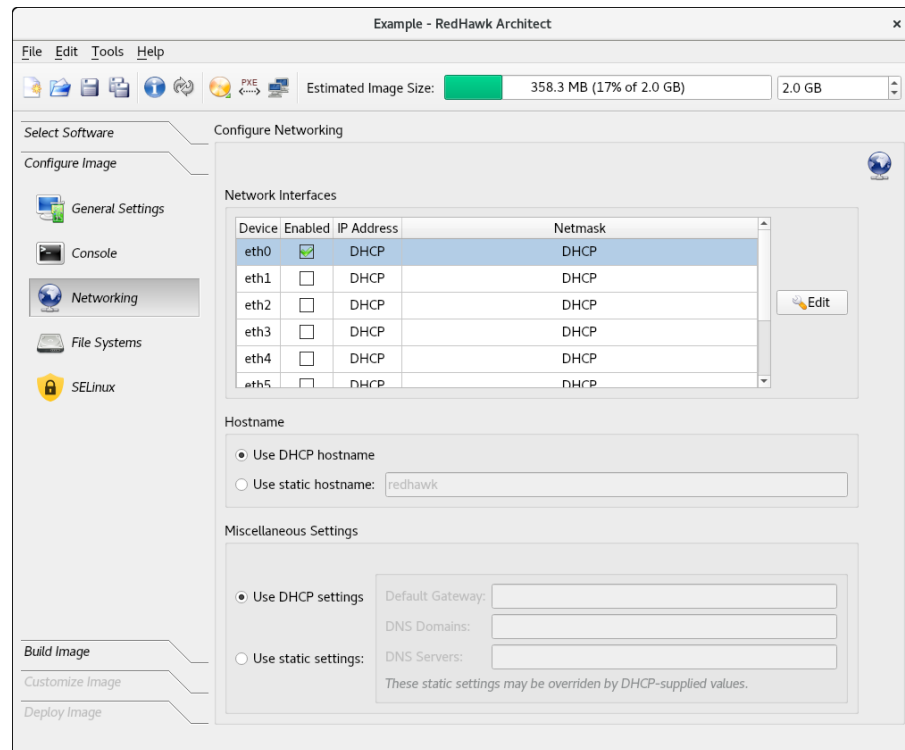 Example - RedHawk Architect
×
File Edit Tools Help
PXE
Estimated Image Size: 358.3 MB (17% of 2.0 GB) 2.0 GB
Select Software
Configure Image
General Settings
Console
Networking
File Systems
SELinux
Build Image
Customize Image
Deploy Image
Configure Networking
Network Interfaces
Device Enabled IP Address Netmask
eth0 DHCP DHCP
eth1 DHCP DHCP
eth2 DHCP DHCP
eth3 DHCP DHCP
eth4 DHCP DHCP
eth5 DHCP DHCP
Edit
Hostname
Use DHCP hostname
Use static hostname: redhawk
Miscellaneous Settings
Use DHCP settings
Use static settings:
Default Gateway:
DNS Domains:
DNS Servers:
These static settings may be overriden by DHCP-supplied values.